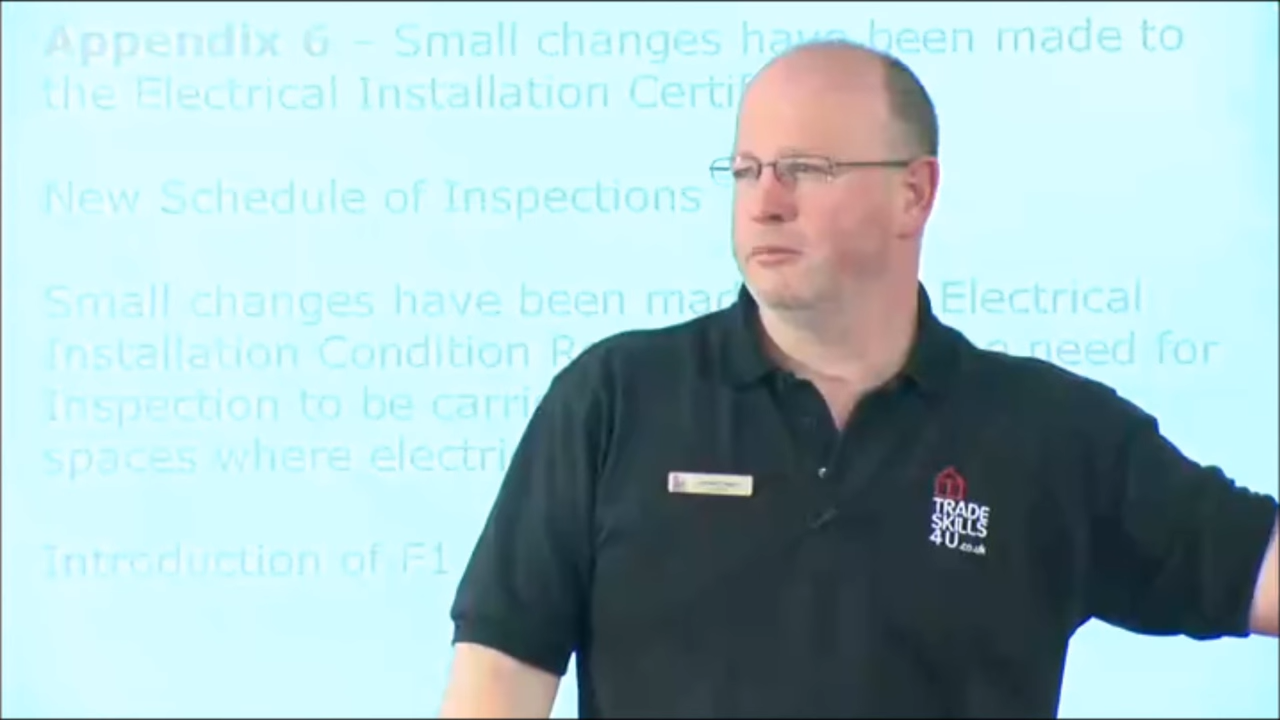 Appendix 6 – Small changes have been made to
the Electrical Installation Certif
New Schedule of Inspections
Small changes have been mad Electrical
Installation Condition R need for
Inspection to be carri
spaces where electri
Introduction of F1
TRADE
SKILLS
4U.co.uk